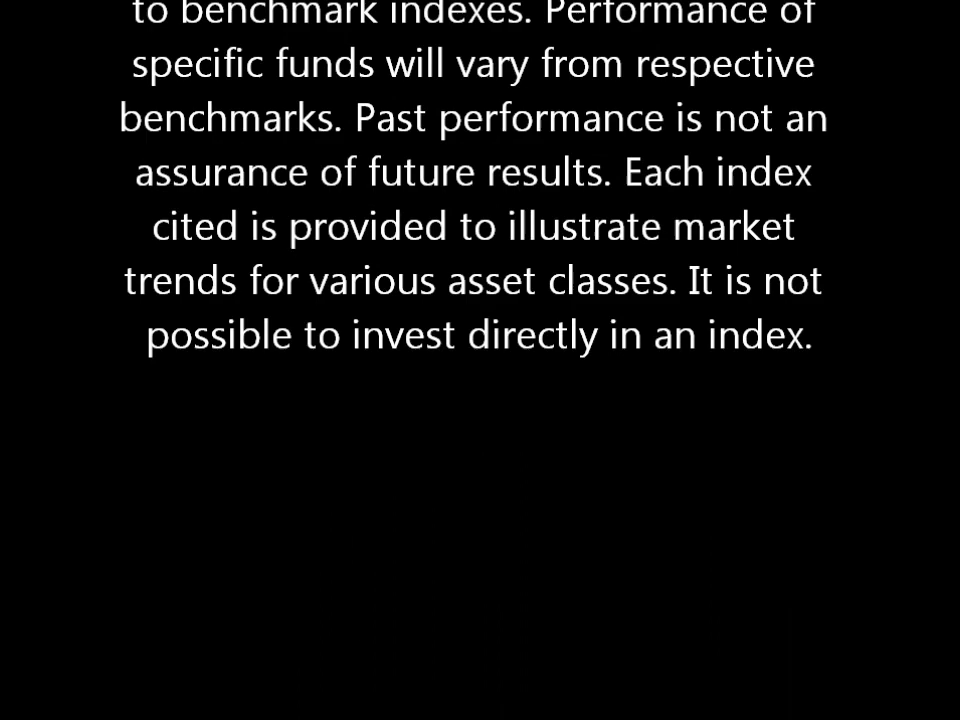 to benchmark indexes. Performance of
specific funds will vary from respective
benchmarks. Past performance is not an
assurance of future results. Each index
cited is provided to illustrate market
trends for various asset classes. It is not
possible to invest directly in an index.